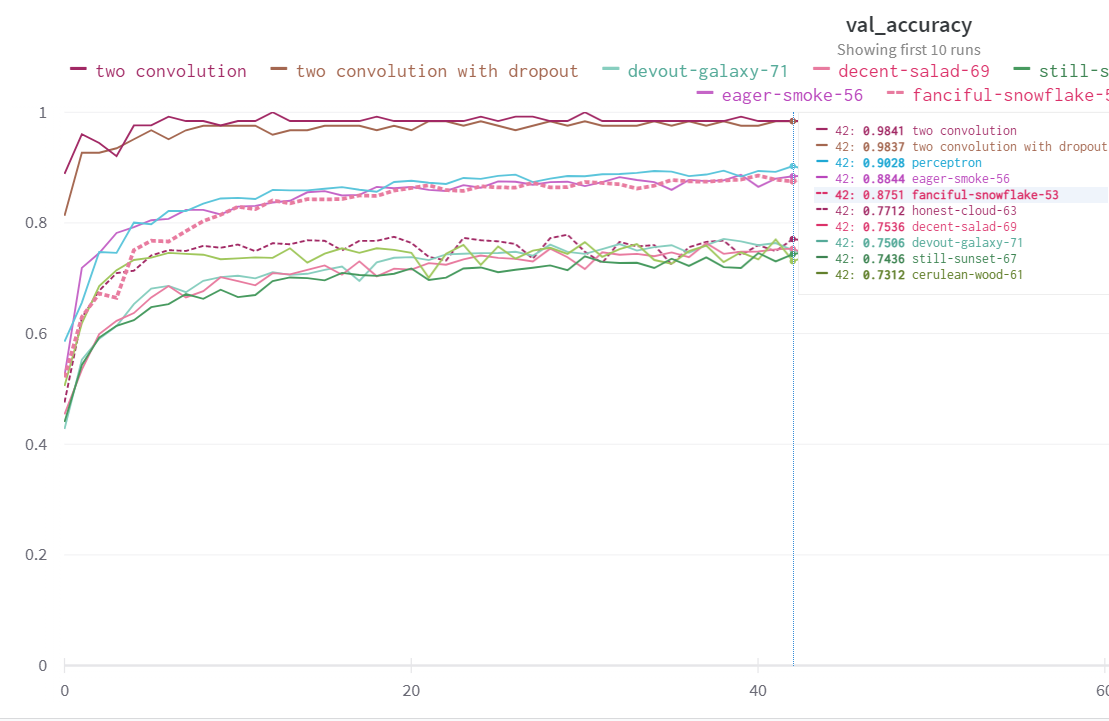 val_accuracy
Showing first 10 runs
two convolution two convolution with dropout devout-galaxy-71 decent-salad-69 still-s
eager-smoke-56 fanciful-snowflake-5
1
42: 0.9841 two convolution
42: 0.9837 two convolution with dropout
42: 0.9028 perceptron
42: 0.8844 eager-smoke-56
42: 0.8751 fanciful-snowflake-53
42: 0.7712 honest-cloud-63
42: 0.7536 decent-salad-69
42: 0.7506 devout-galaxy-71
42: 0.7436 still-sunset-67
42: 0.7312 cerulean-wood-61
0.8
0.6
0.4
0.2
0
0 20 40 60